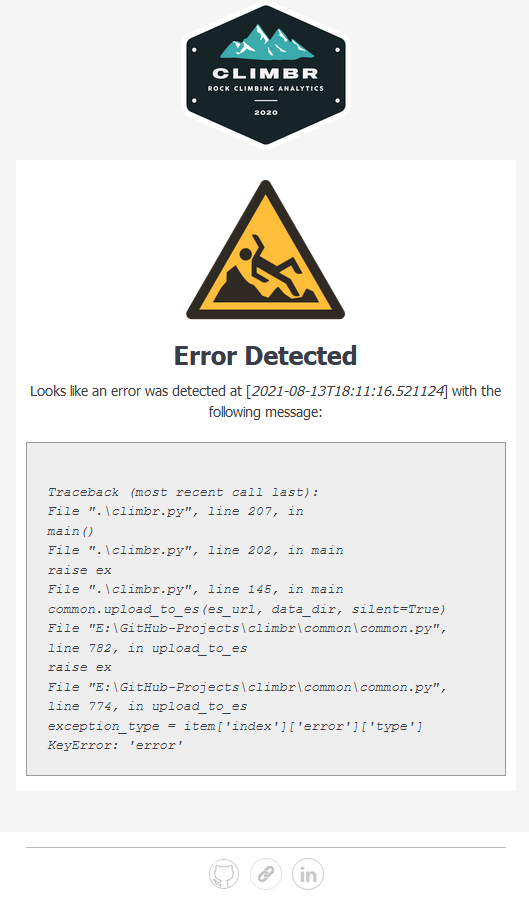 CLIMBR
ROCK CLIMBING ANALYTICS
2020
Error Detected
Looks like an error was detected at [2021-08-13T18:11:16.521124] with the
following message:
Traceback (most recent call last):
File ".\climbr.py", line 207, in
main()
File ".\climbr.py", line 202, in main
raise ex
File ".\climbr.py", line 145, in main
common.upload_to_es(es_url, data_dir, silent=True)
File "E:\GitHub-Projects\climbr\common\common.py",
line 782, in upload_to_es
raise ex
File "E:\GitHub-Projects\climbr\common\common.py",
line 774, in upload_to_es
exception_type = item['index']['error']['type']
KeyError: 'error'
in